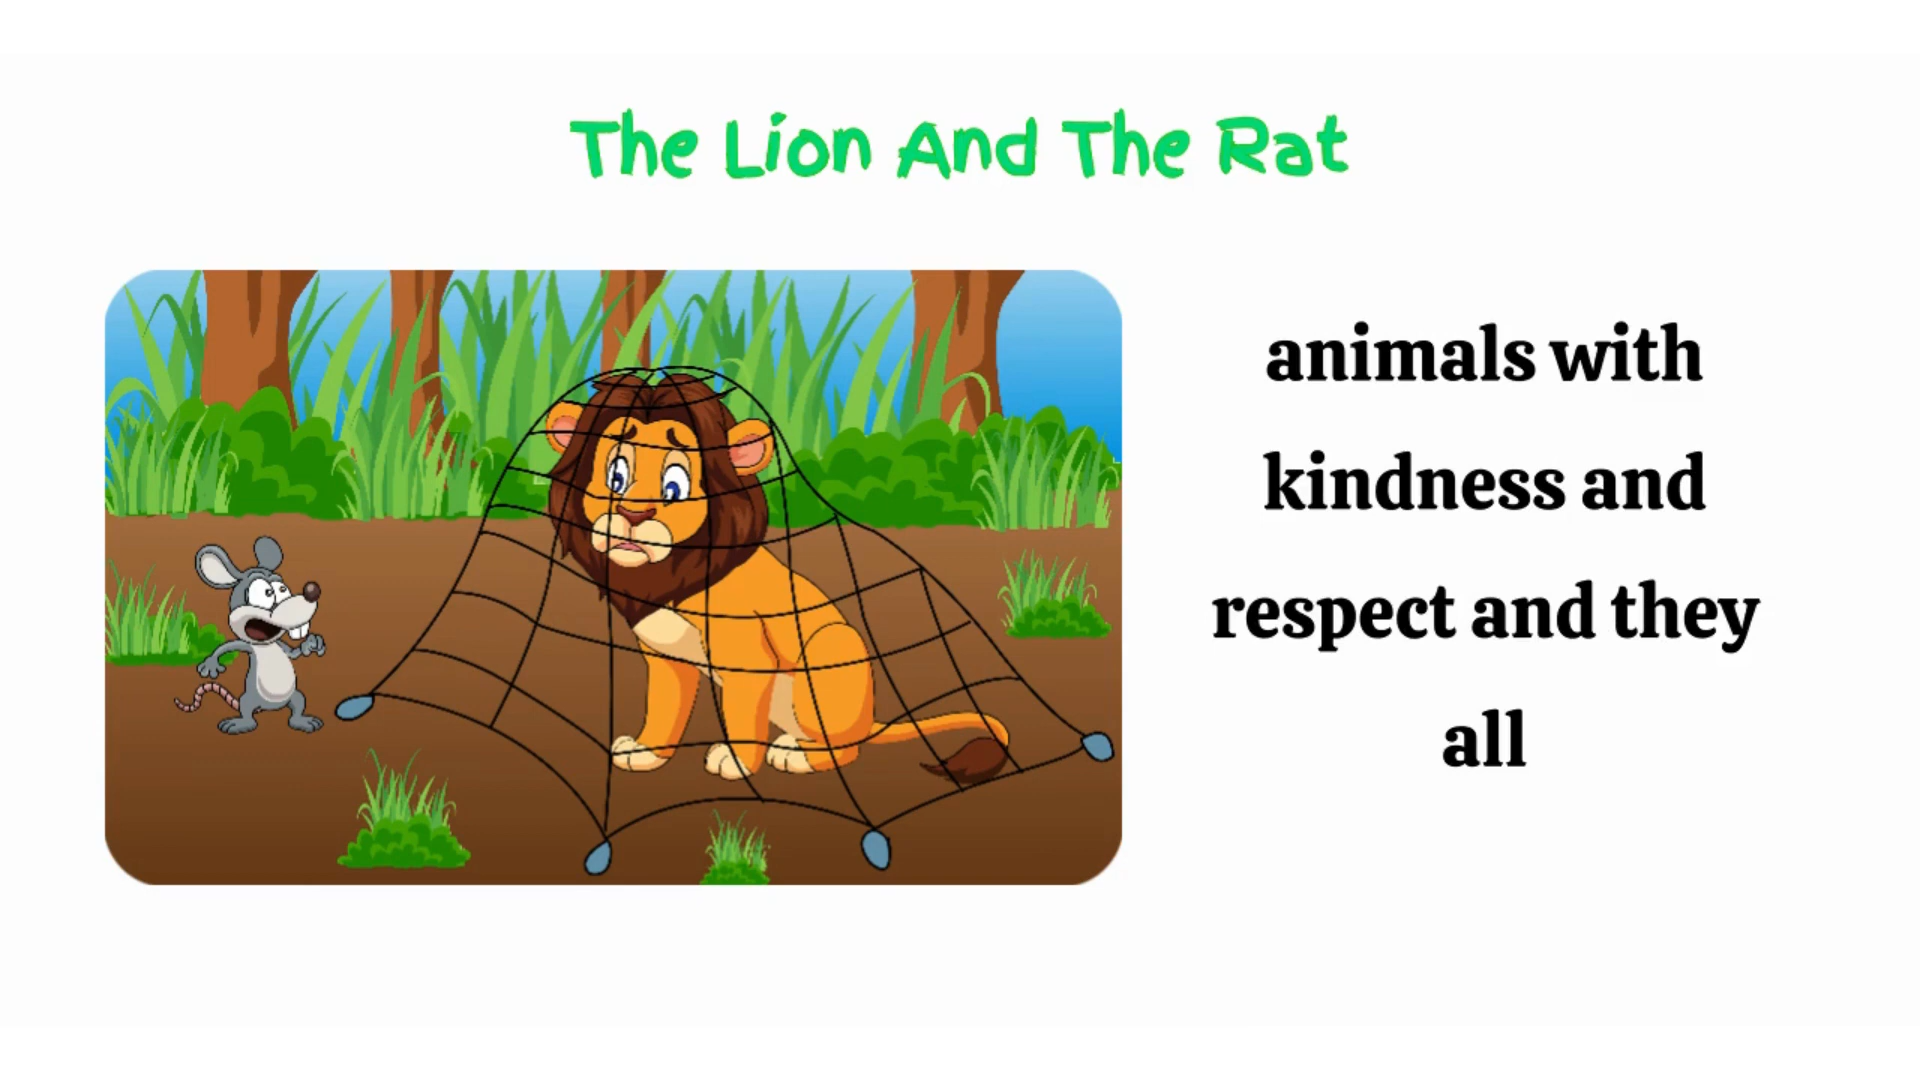 The Lion And The Rat
animals with
kindness and
respect and they
all